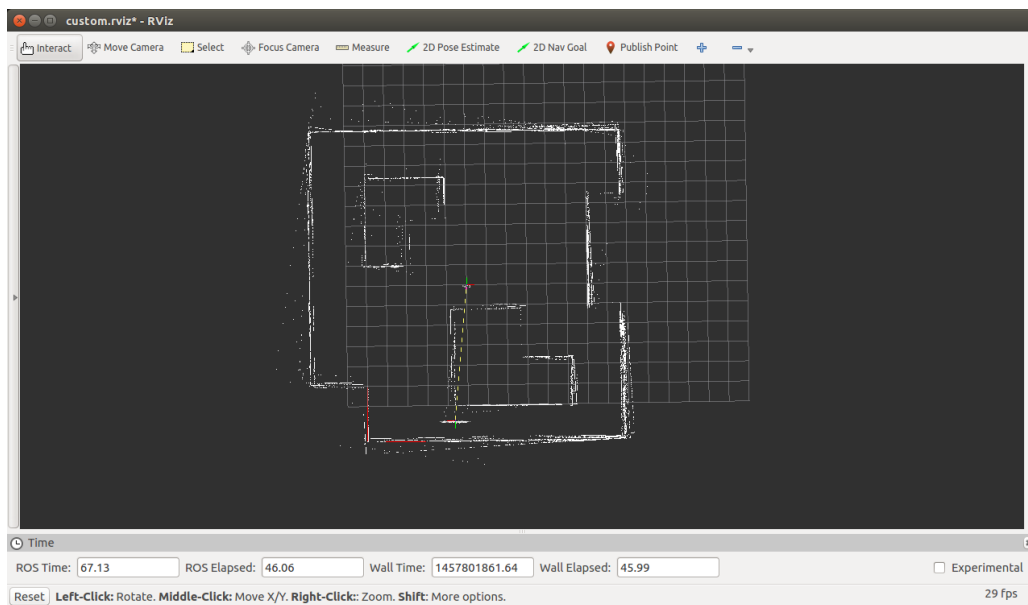 custom.rviz* - RViz
Interact Move Camera Select Focus Camera Measure 2D Pose Estimate 2D Nav Goal Publish Point
Time
ROS Time: 67.13 ROS Elapsed: 46.06 Wall Time: 1457801861.64 Wall Elapsed: 45.99 Experimental
Reset Left-Click: Rotate. Middle-Click: Move X/Y. Right-Click:: Zoom. Shift: More options. 29 fps